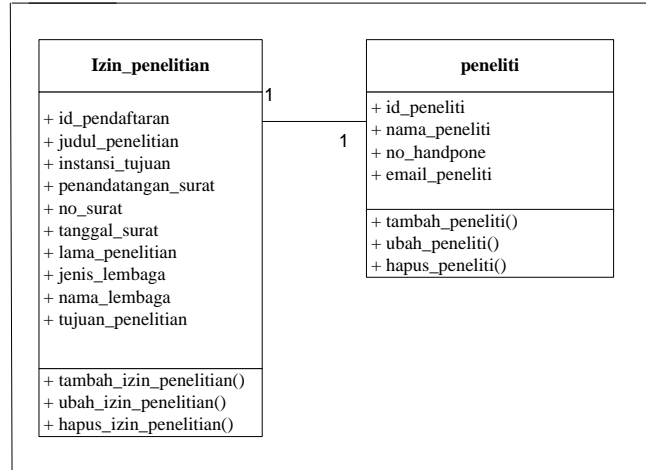 Izin_penelitian
+ id_pendaftaran
+ judul_penelitian
+ instansi_tujuan
+ penandatangan_surat
+ no_surat
+ tanggal_surat
+ lama_penelitian
+ jenis_lembaga
+ nama_lembaga
+ tujuan_penelitian
+ tambah_izin_penelitian()
+ ubah_izin_penelitian()
+ hapus_izin_penelitian()
1
1
peneliti
+ id_peneliti
+ nama_peneliti
+ no_handpone
+ email_peneliti
+ tambah_peneliti()
+ ubah_peneliti()
+ hapus_peneliti()